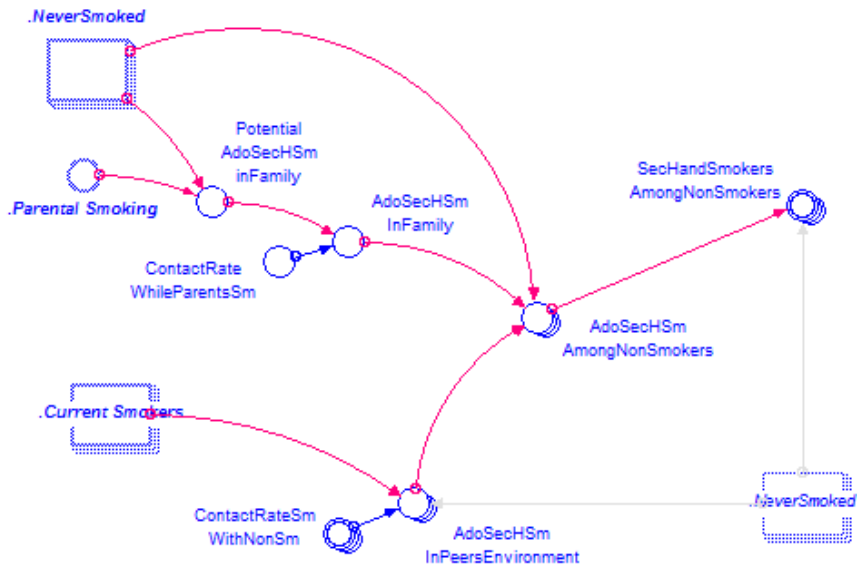 .NeverSmoked
Potential
AdoSecHSm
inFamily
.Parental Smoking
AdoSecHSm
InFamily
SecHandSmokers
AmongNonSmokers
ContactRate
WhileParentsSm
AdoSecHSm
AmongNonSmokers
.Current Smokers
ContactRateSm
WithNonSm
AdoSecHSm
InPeersEnvironment
.NeverSmoked